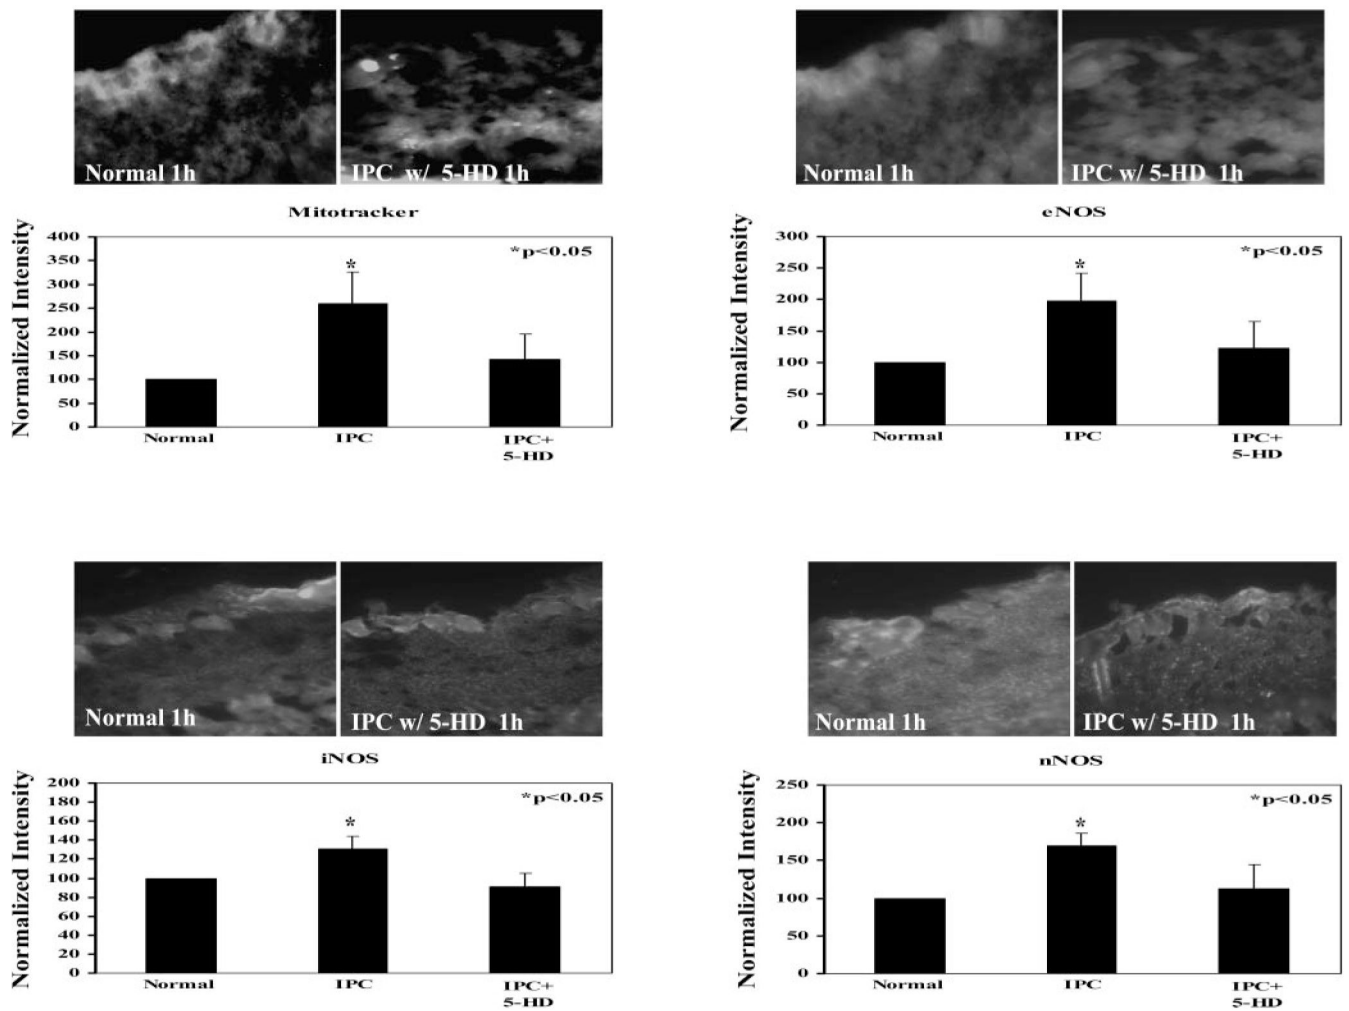 Normal 1h
IPC w/ 5-HD 1h
Mitotracker
Normalized Intensity
400
350
300
250
200
150
100
50
0
*p<0.05
*
Normal
IPC
IPC+
5-HD
Normal 1h
IPC w/ 5-HD 1h
eNOS
Normalized Intensity
300
250
200
150
100
50
0
*p<0.05
*
Normal
IPC
IPC+
5-HD
Normal 1h
IPC w/ 5-HD 1h
iNOS
Normalized Intensity
200
180
160
140
120
100
80
60
40
20
0
*p<0.05
*
Normal
IPC
IPC+
5-HD
Normal 1h
IPC w/ 5-HD 1h
nNOS
Normalized Intensity
250
200
150
100
50
0
*p<0.05
*
Normal
IPC
IPC+
5-HD